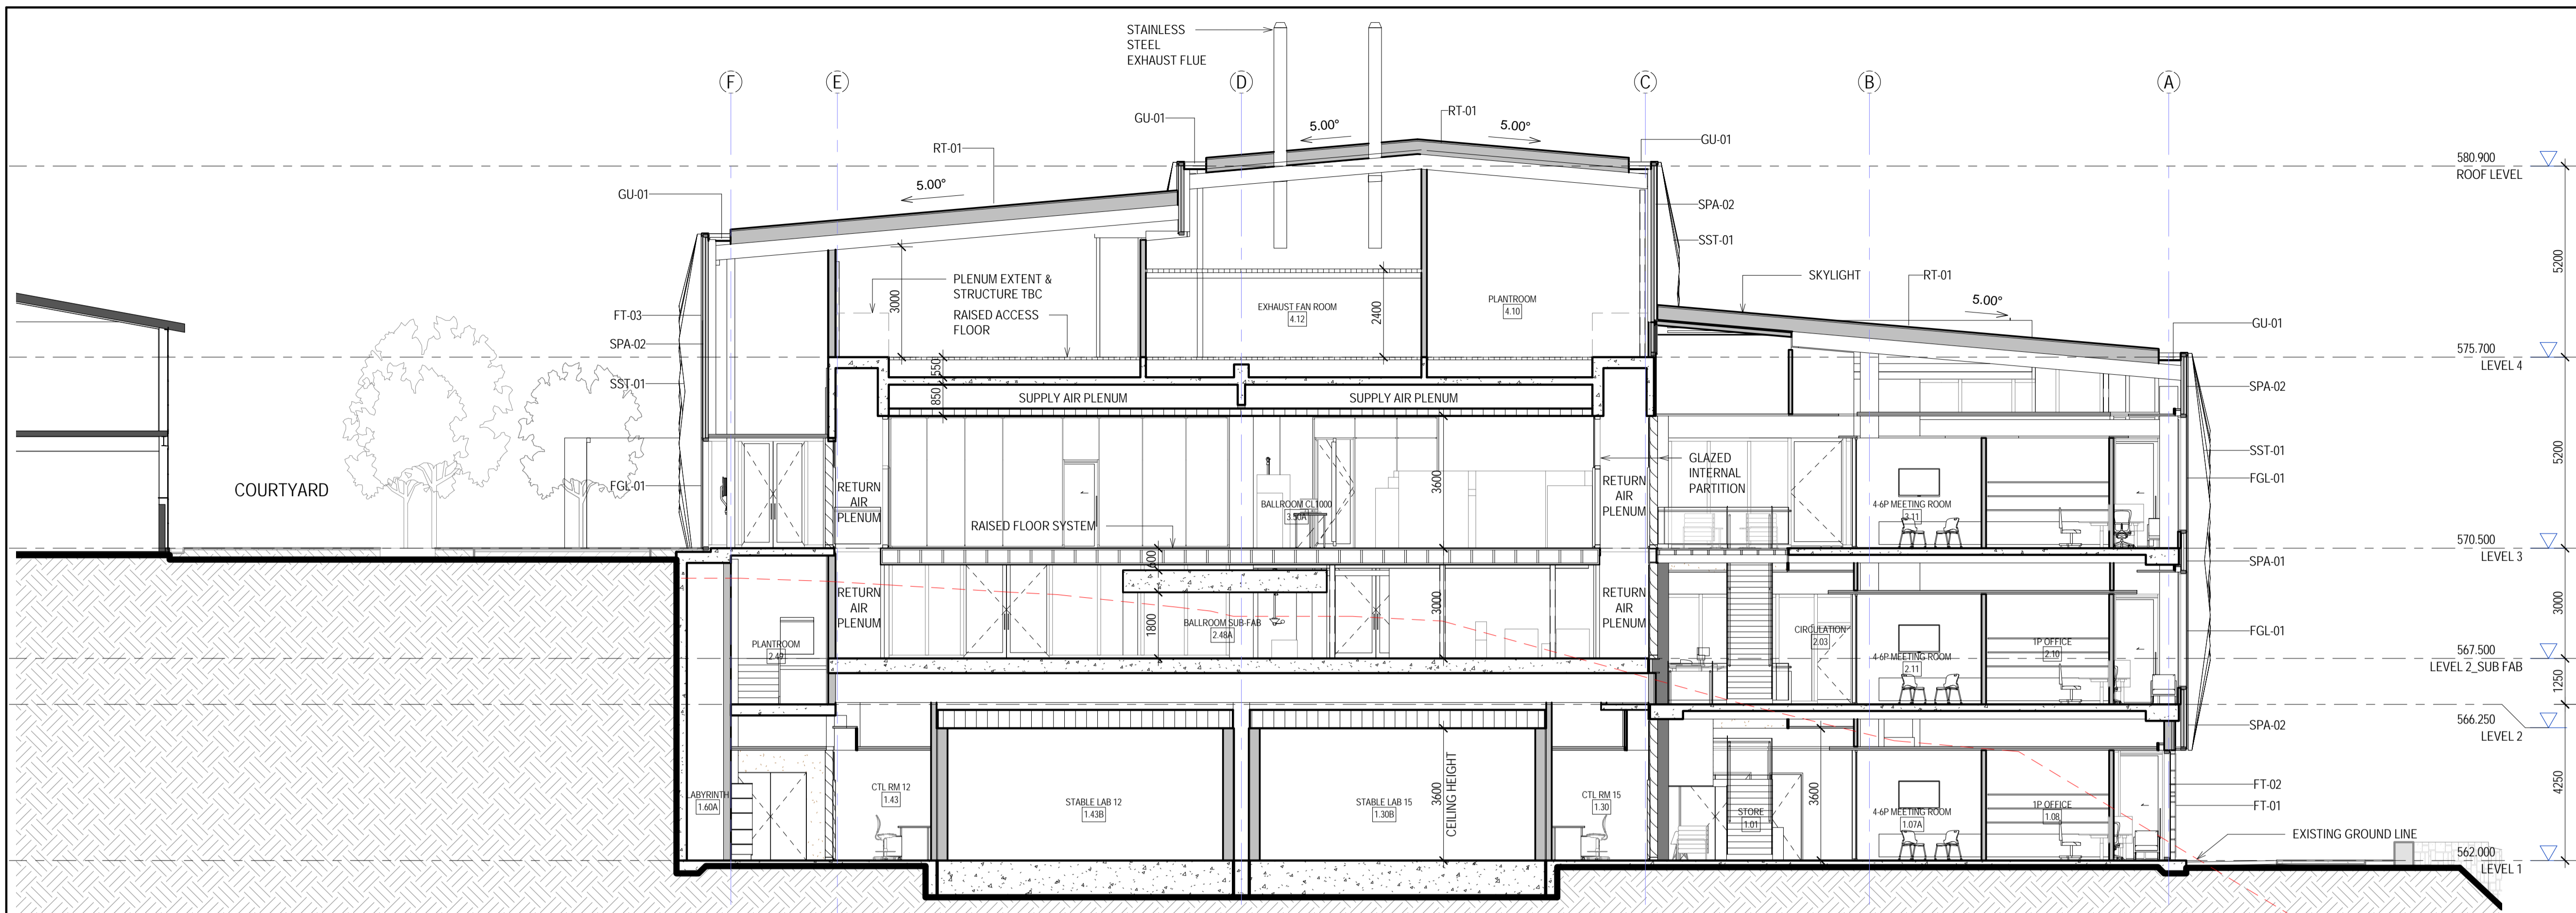 STAINLESS
STEEL
EXHAUST FLUE
F
E
D
C
B
A
GU-01
5.00°
RT-01
5.00°
GU-01
RT-01
5.00°
GU-01
580.900
ROOF LEVEL
SPA-02
SST-01
5200
PLENUM EXTENT &
STRUCTURE TBC
RAISED ACCESS
FLOOR
3000
EXHAUST FAN ROOM
4.12
2400
PLANTROOM
4.10
SKYLIGHT
RT-01
5.00°
GU-01
FT-03
SPA-02
SST-01
FGL-01
575.700
LEVEL 4
550
850
SUPPLY AIR PLENUM
SUPPLY AIR PLENUM
SPA-02
SST-01
FGL-01
5200
COURTYARD
RETURN
AIR
PLENUM
RAISED FLOOR SYSTEM
BALLROOM CL1000
3.50A
3600
RETURN
AIR
PLENUM
GLAZED
INTERNAL
PARTITION
4-6P MEETING ROOM
3.11
570.500
LEVEL 3
SPA-01
600
RETURN
AIR
PLENUM
1800
BALLROOM SUB-FAB
2.48A
3000
RETURN
AIR
PLENUM
PLANTROOM
2.49
CIRCULATION
2.03
4-6P MEETING ROOM
2.11
1P OFFICE
2.10
FGL-01
3000
567.500
LEVEL 2_SUB FAB
1250
566.250
LEVEL 2
SPA-02
LABYRINTH
1.60A
CTL RM 12
1.43
STABLE LAB 12
1.43B
STABLE LAB 15
1.30B
3600
CEILING HEIGHT
CTL RM 15
1.30
STORE
1.01
3600
4-6P MEETING ROOM
1.07A
1P OFFICE
1.08
FT-02
FT-01
4250
EXISTING GROUND LINE
562.000
LEVEL 1